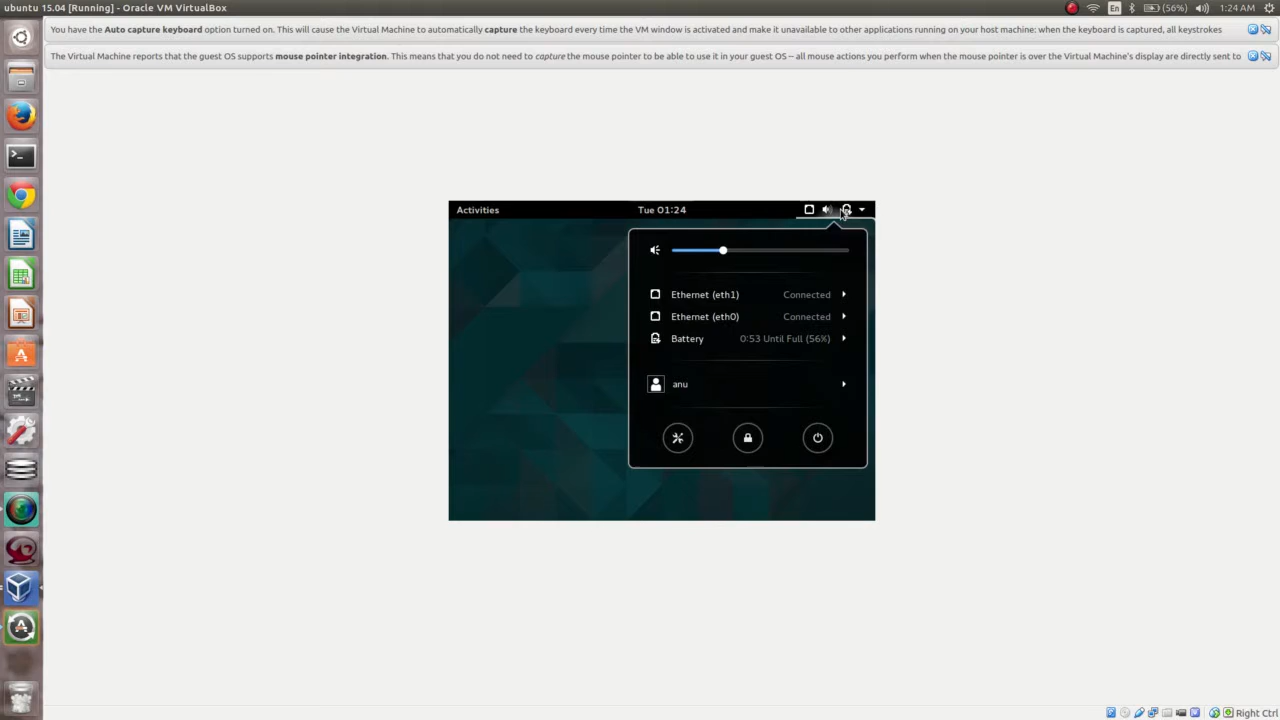 ubuntu 15.04 [Running] - Oracle VM VirtualBox
En (56%) 1:24 AM
You have the Auto capture keyboard option turned on. This will cause the Virtual Machine to automatically capture the keyboard every time the VM window is activated and make it unavailable to other applications running on your host machine: when the keyboard is captured, all keystrokes
The Virtual Machine reports that the guest OS supports mouse pointer integration. This means that you do not need to capture the mouse pointer to be able to use it in your guest OS – all mouse actions you perform when the mouse pointer is over the Virtual Machine's display are directly sent to
Activities Tue 01:24
Ethernet (eth1) Connected
Ethernet (eth0) Connected
Battery 0:53 Until Full (56%)
anu
Right Ctrl